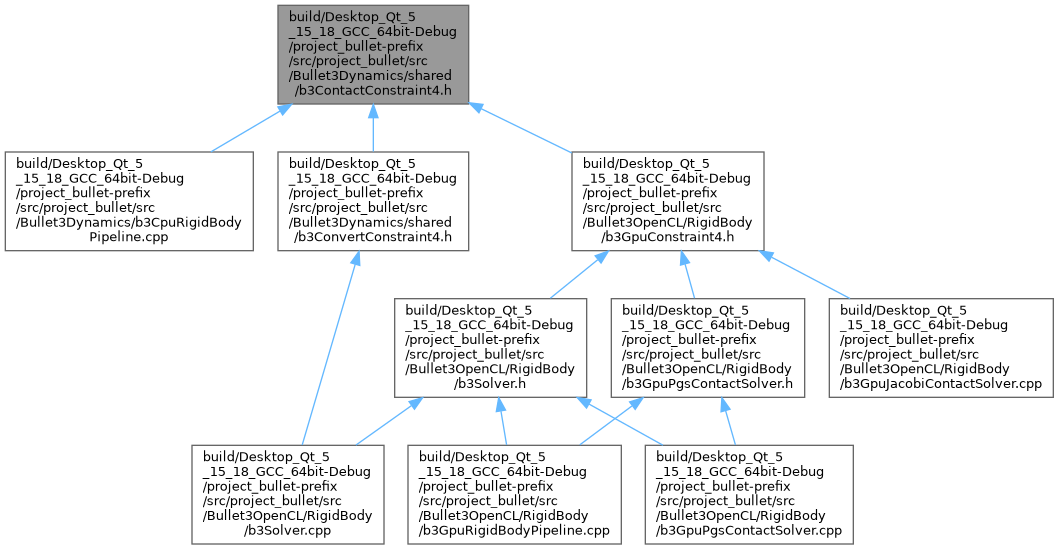 build/Desktop_Qt_5
_15_18_GCC_64bit-Debug
/project_bullet-prefix
/src/project_bullet/src
/Bullet3Dynamics/shared
/b3ContactConstraint4.h
build/Desktop_Qt_5
_15_18_GCC_64bit-Debug
/project_bullet-prefix
/src/project_bullet/src
/Bullet3Dynamics/b3CpuRigidBody
Pipeline.cpp
build/Desktop_Qt_5
_15_18_GCC_64bit-Debug
/project_bullet-prefix
/src/project_bullet/src
/Bullet3Dynamics/shared
/b3ConvertConstraint4.h
build/Desktop_Qt_5
_15_18_GCC_64bit-Debug
/project_bullet-prefix
/src/project_bullet/src
/Bullet3OpenCL/RigidBody
/b3GpuConstraint4.h
build/Desktop_Qt_5
_15_18_GCC_64bit-Debug
/project_bullet-prefix
/src/project_bullet/src
/Bullet3OpenCL/RigidBody
/b3Solver.h
build/Desktop_Qt_5
_15_18_GCC_64bit-Debug
/project_bullet-prefix
/src/project_bullet/src
/Bullet3OpenCL/RigidBody
/b3GpuPgsContactSolver.h
build/Desktop_Qt_5
_15_18_GCC_64bit-Debug
/project_bullet-prefix
/src/project_bullet/src
/Bullet3OpenCL/RigidBody
/b3GpuJacobiContactSolver.cpp
build/Desktop_Qt_5
_15_18_GCC_64bit-Debug
/project_bullet-prefix
/src/project_bullet/src
/Bullet3OpenCL/RigidBody
/b3Solver.cpp
build/Desktop_Qt_5
_15_18_GCC_64bit-Debug
/project_bullet-prefix
/src/project_bullet/src
/Bullet3OpenCL/RigidBody
/b3GpuRigidBodyPipeline.cpp
build/Desktop_Qt_5
_15_18_GCC_64bit-Debug
/project_bullet-prefix
/src/project_bullet/src
/Bullet3OpenCL/RigidBody
/b3GpuPgsContactSolver.cpp